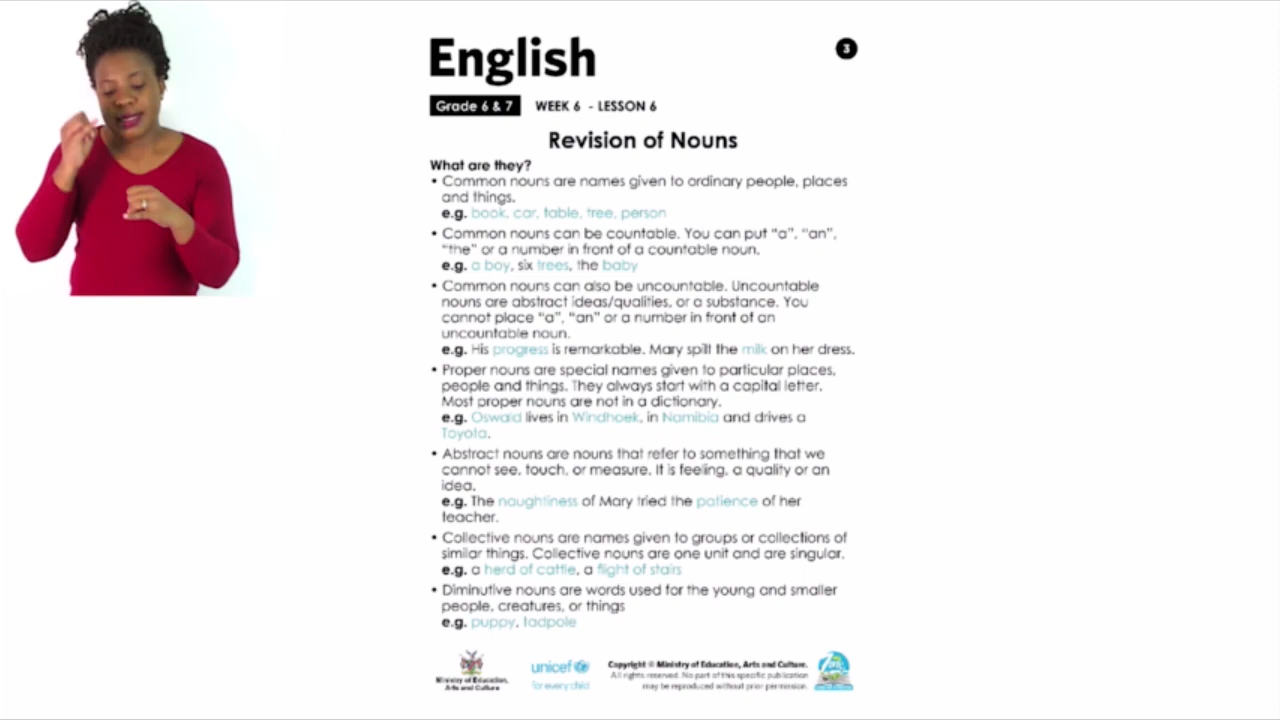 English
3
Grade 6 & 7 WEEK 6 - LESSON 6
Revision of Nouns
What are they?
• Common nouns are names given to ordinary people, places
and things.
e.g. book, car, table, tree, person
• Common nouns can be countable. You can put "a", "an",
"the" or a number in front of a countable noun.
e.g. a boy, six trees, the baby
• Common nouns can also be uncountable. Uncountable
nouns are abstract ideas/qualities, or a substance. You
cannot place "a", "an" or a number in front of an
uncountable noun.
e.g. His progress is remarkable. Mary spilt the milk on her dress.
• Proper nouns are special names given to particular places,
people and things. They always start with a capital letter.
Most proper nouns are not in a dictionary.
e.g. Oswald lives in Windhoek, in Namibia and drives a
Toyota.
• Abstract nouns are nouns that refer to something that we
cannot see, touch, or measure. It is feeling, a quality or an
idea.
e.g. The naughtiness of Mary tried the patience of her
teacher.
• Collective nouns are names given to groups or collections of
similar things. Collective nouns are one unit and are singular.
e.g. a herd of cattle, a flight of stairs
• Diminutive nouns are words used for the young and smaller
people, creatures, or things
e.g. puppy, tadpole
Ministry of Education,
Arts and Culture
unicef
for every child
Copyright © Ministry of Education, Arts and Culture.
All rights reserved. No part of this specific publication
may be reproduced without prior permission.